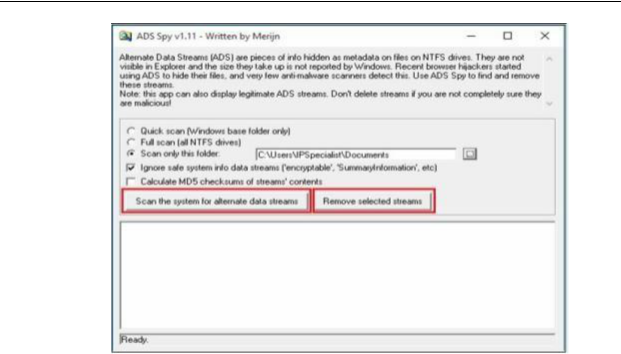 ADS Spy v1.11 - Written by Merijn
Alternate Data Streams (ADS) are pieces of info hidden as metadata on files on NTFS drives. They are not
visible in Explorer and the size they take up is not reported by Windows. Recent browser hijackers started
using ADS to hide their files, and very few anti-malware scanners detect this. Use ADS Spy to find and remove
these streams.
Note: this app can also display legitimate ADS streams. Don't delete streams if you are not completely sure they
are malicious!
Quick scan (Windows base folder only)
Full scan (all NTFS drives)
Scan only this folder: C:\Users\IPSpecialist\Documents
Ignore safe system info data streams ('encryptable', 'SummaryInformation', etc)
Calculate MD5 checksums of streams' contents
Scan the system for alternate data streams Remove selected streams
Ready.